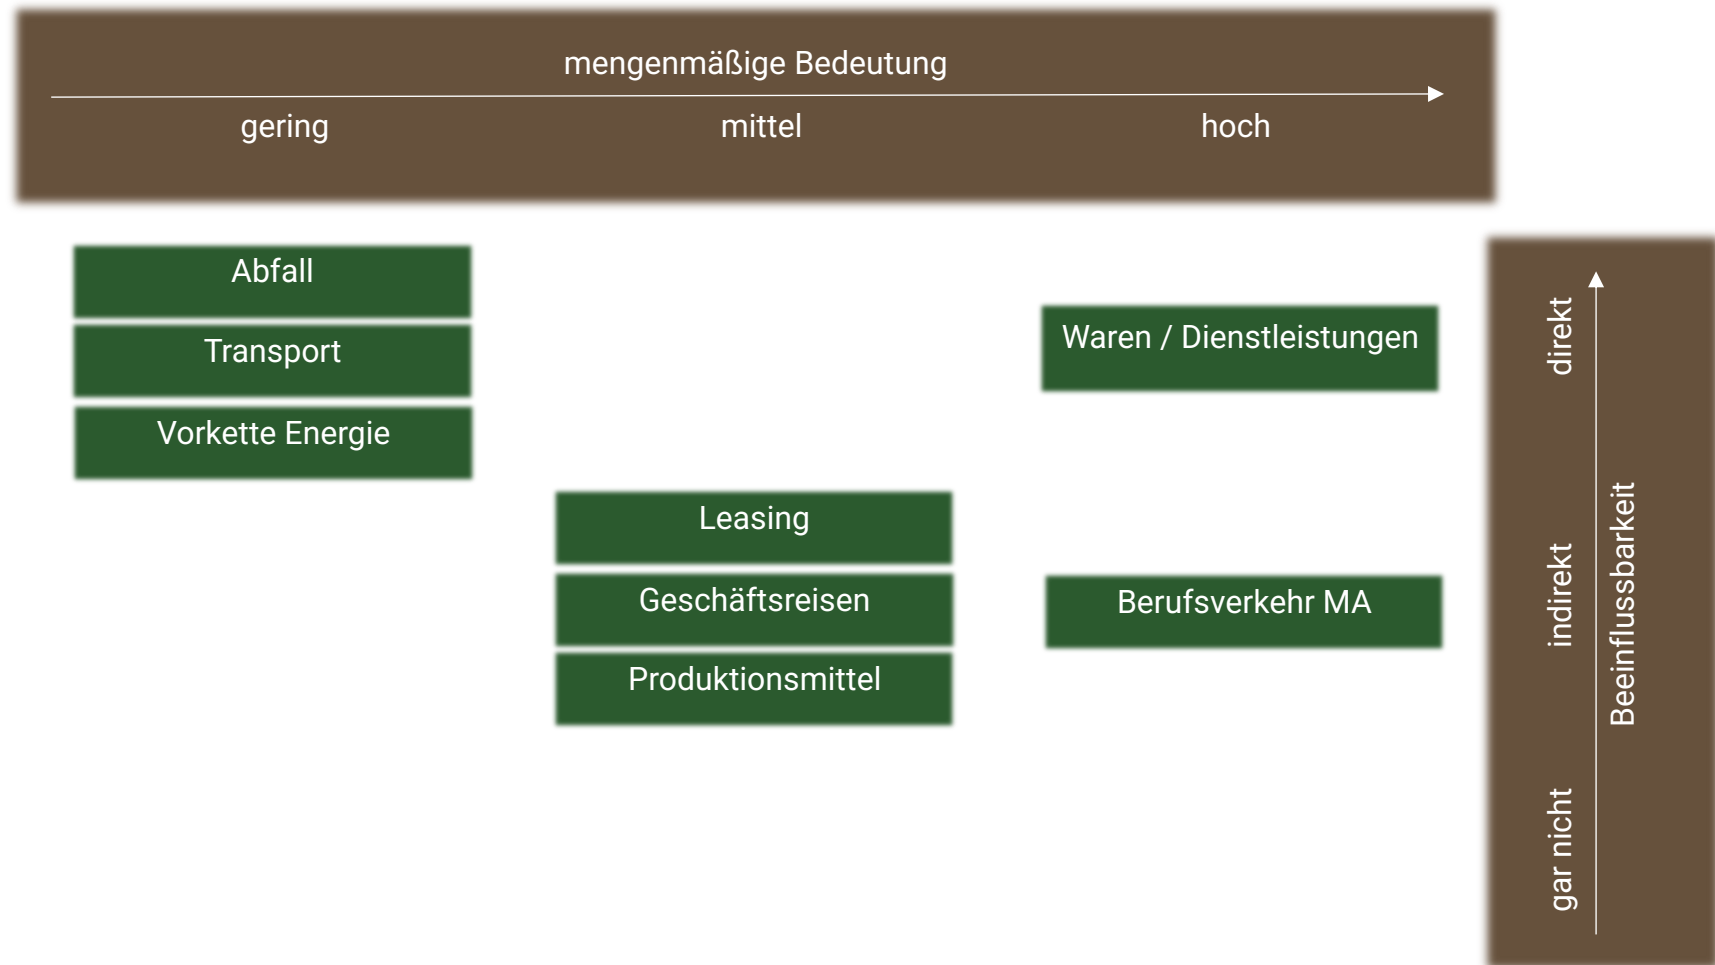 mengenmäßige Bedeutung
gering
mittel
hoch
Abfall
Transport
Vorkette Energie
Leasing
Geschäftsreisen
Produktionsmittel
Waren / Dienstleistungen
Berufsverkehr MA
direkt
indirekt
gar nicht
Beeinflussbarkeit